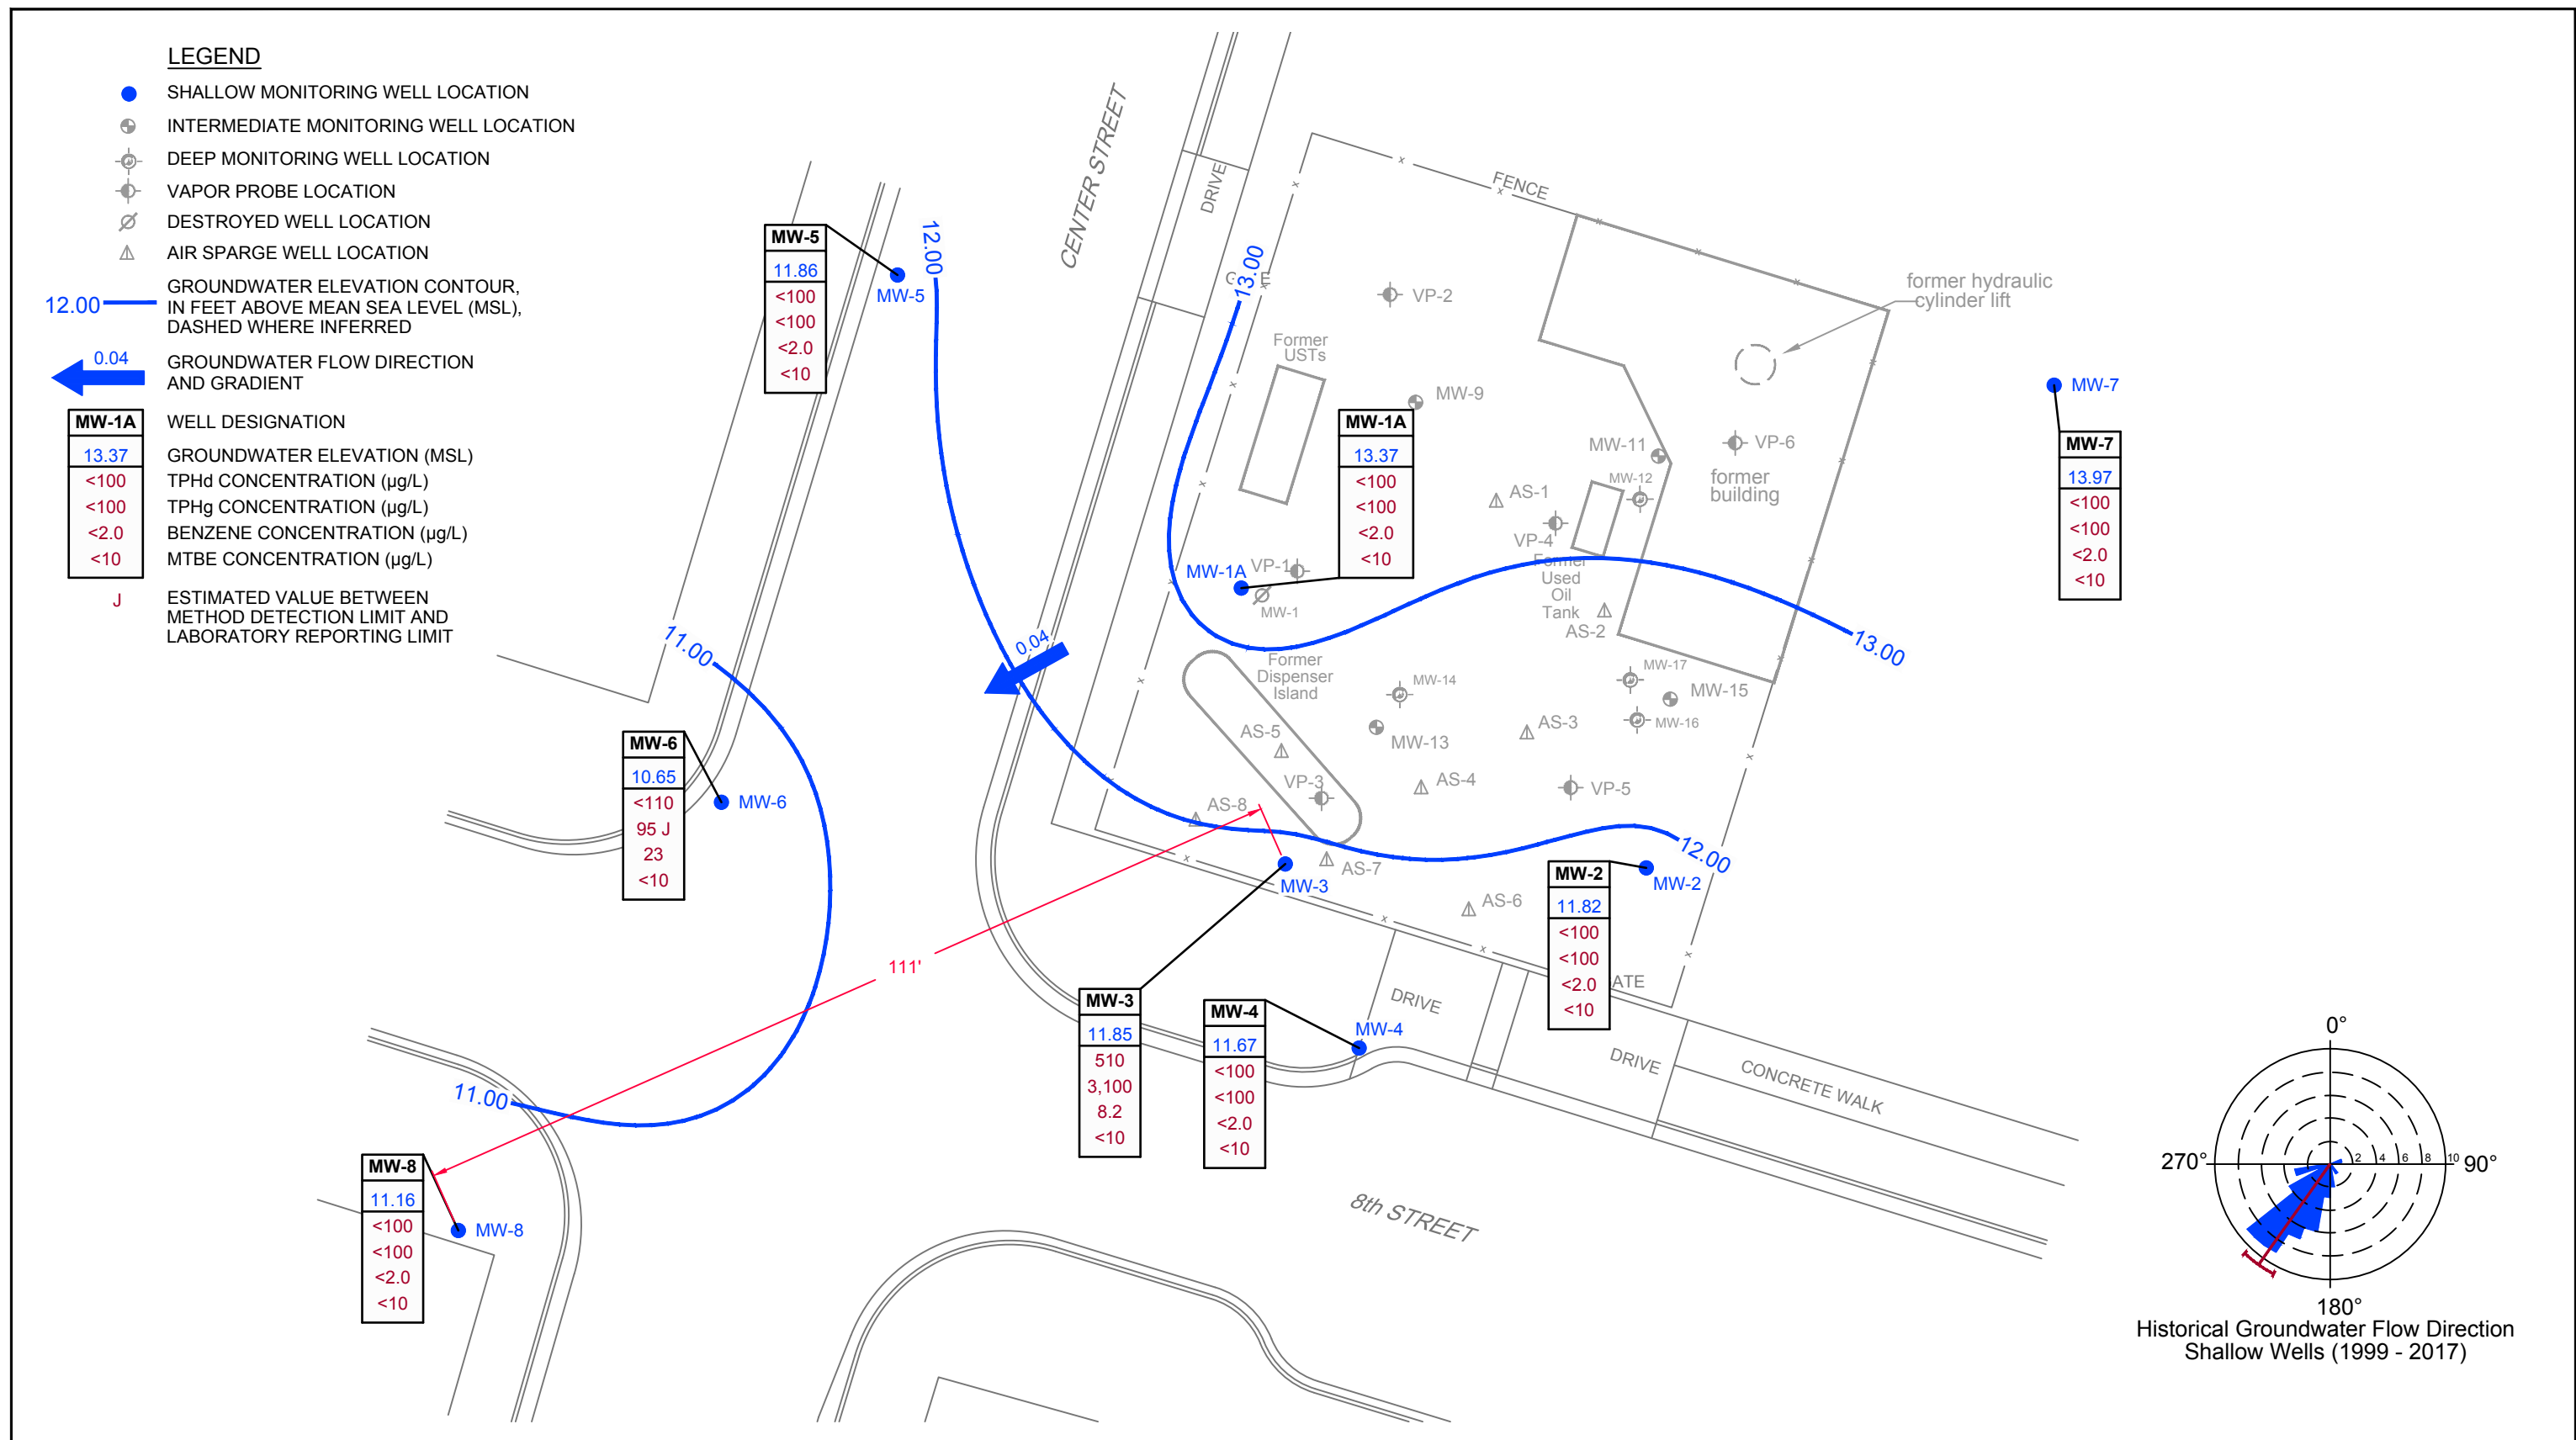 LEGEND
SHALLOW MONITORING WELL LOCATION
INTERMEDIATE MONITORING WELL LOCATION
DEEP MONITORING WELL LOCATION
VAPOR PROBE LOCATION
DESTROYED WELL LOCATION
AIR SPARGE WELL LOCATION
12.00
GROUNDWATER ELEVATION CONTOUR,
IN FEET ABOVE MEAN SEA LEVEL (MSL),
DASHED WHERE INFERRED
0.04
GROUNDWATER FLOW DIRECTION
AND GRADIENT
MW-1A WELL DESIGNATION
13.37 GROUNDWATER ELEVATION (MSL)
<100 TPHd CONCENTRATION (µg/L)
<100 TPHg CONCENTRATION (µg/L)
<2.0 BENZENE CONCENTRATION (µg/L)
<10 MTBE CONCENTRATION (µg/L)
J ESTIMATED VALUE BETWEEN
METHOD DETECTION LIMIT AND
LABORATORY REPORTING LIMIT
MW-5
11.86
<100
<100
<2.0
<10
MW-5
12.00
CENTER STREET
DRIVE
13.00
FENCE
VP-2
former hydraulic
cylinder lift
Former
USTs
MW-9
MW-1A
13.37
<100
<100
<2.0
<10
MW-11
MW-12
VP-6
former
building
AS-1
VP-4
Former
Used
Oil
Tank
AS-2
MW-7
MW-7
13.97
<100
<100
<2.0
<10
MW-1A
VP-1
MW-1
13.00
11.00
0.04
Former
Dispenser
Island
MW-14
MW-17
MW-15
MW-16
MW-13
AS-3
AS-5
VP-3
AS-4
VP-5
AS-8
MW-6
10.65
<110
95 J
23
<10
MW-6
12.00
AS-7
MW-3
AS-6
MW-2
11.82
<100
<100
<2.0
<10
MW-2
ATE
111'
MW-3
11.85
510
3,100
8.2
<10
MW-4
11.67
<100
<100
<2.0
<10
MW-4
DRIVE
DRIVE
CONCRETE WALK
11.00
MW-8
11.16
<100
<100
<2.0
<10
MW-8
8th STREET
0°
270°
2 4 6 8 10
90°
180°
Historical Groundwater Flow Direction
Shallow Wells (1999 - 2017)